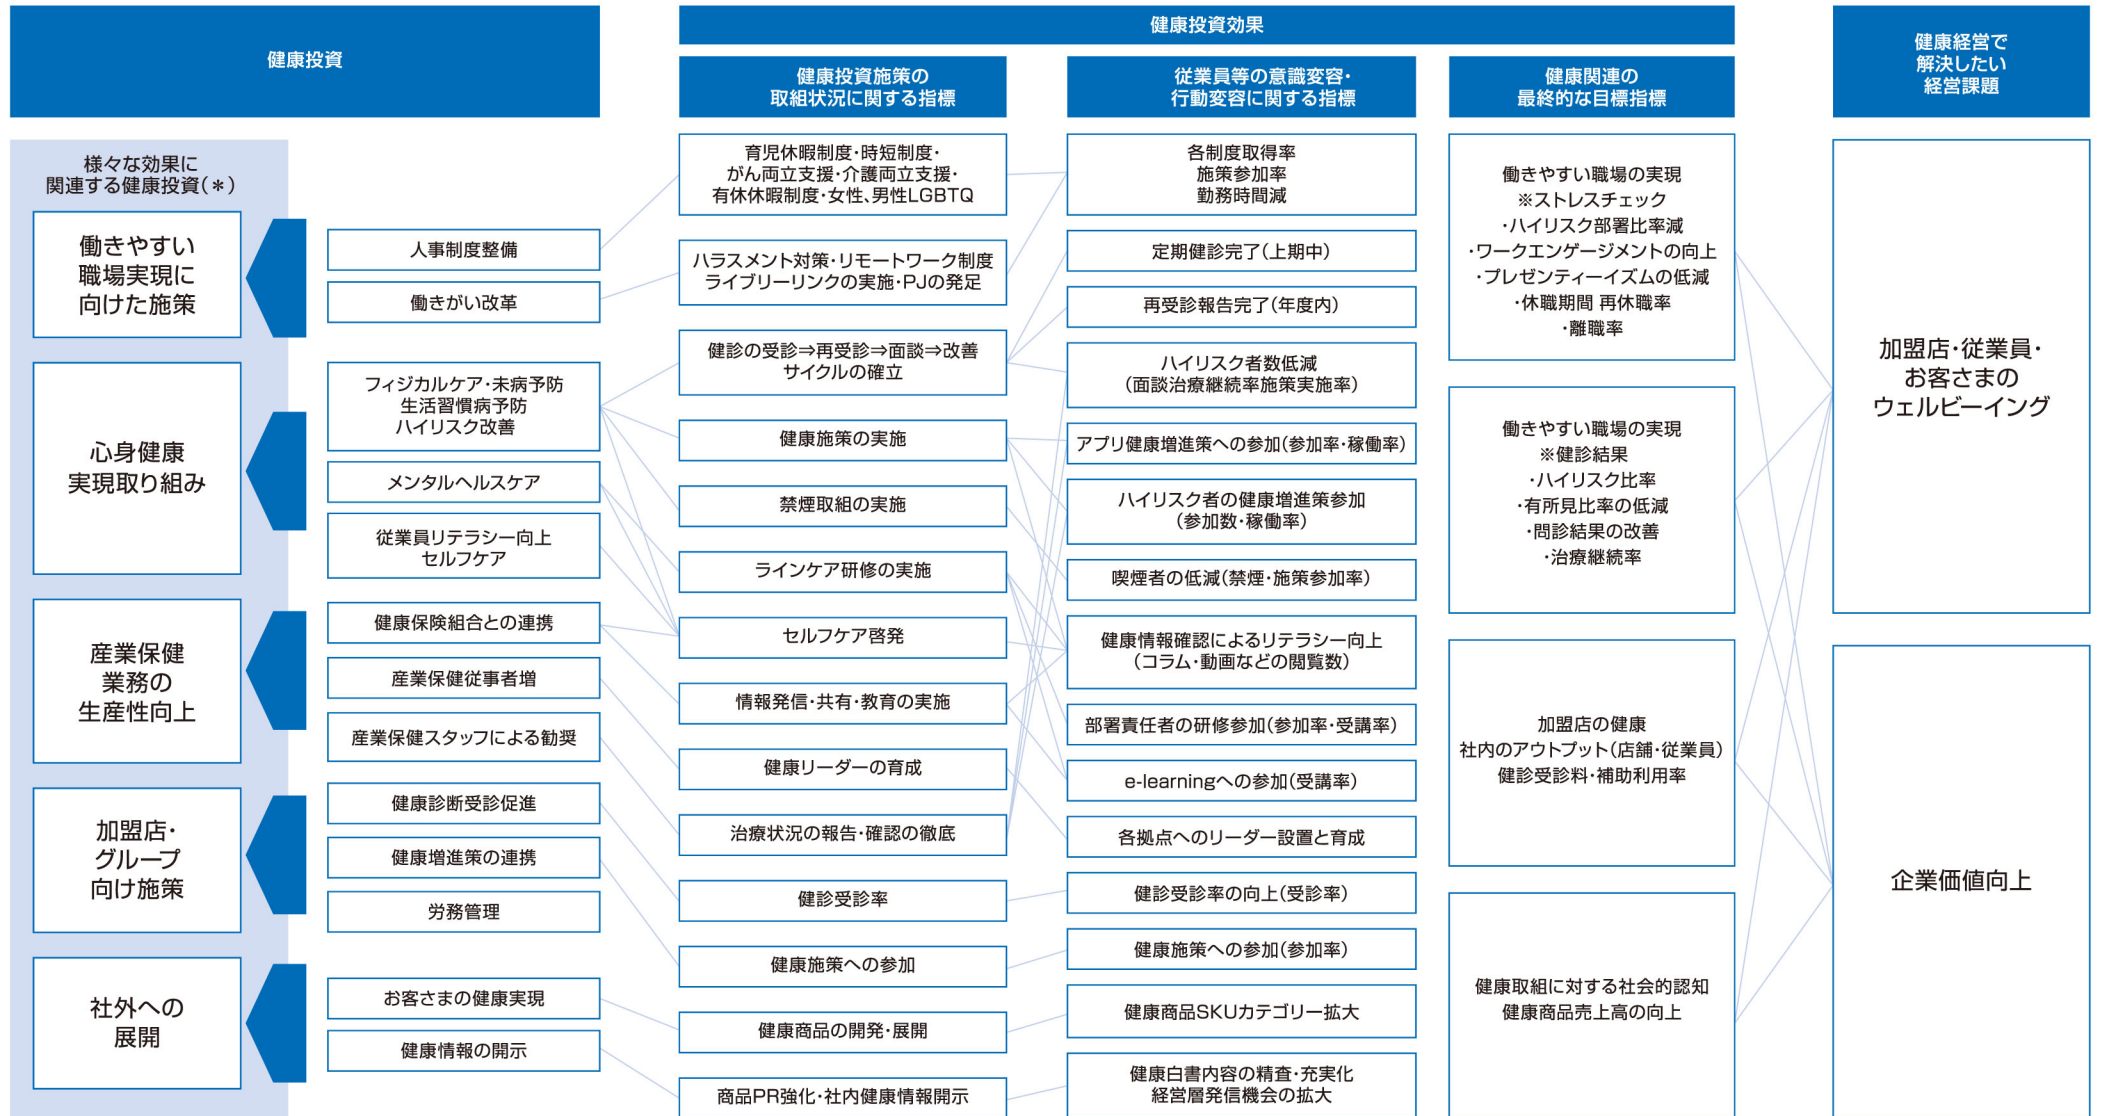 健康投資
健康投資効果
健康投資施策の
取組状況に関する指標
従業員等の意識変容・
行動変容に関する指標
健康関連の
最終的な目標指標
健康経営で
解決したい
経営課題
様々な効果に
関連する健康投資(＊)
働きやすい
職場実現に
向けた施策
心身健康
実現取り組み
産業保健
業務の
生産性向上
加盟店・
グループ
向け施策
社外への
展開
人事制度整備
働きがい改革
フィジカルケア・未病予防
生活習慣病予防
ハイリスク改善
メンタルヘルスケア
従業員リテラシー向上
セルフケア
健康保険組合との連携
産業保健従事者増
産業保健スタッフによる勧奨
健康診断受診促進
健康増進策の連携
労務管理
お客さまの健康実現
健康情報の開示
育児休暇制度・時短制度・
がん両立支援・介護両立支援・
有休休暇制度・女性、男性LGBTQ
ハラスメント対策・リモートワーク制度
ライブリーリンクの実施・PJの発足
健診の受診⇒再受診⇒面談⇒改善
サイクルの確立
健康施策の実施
禁煙取組の実施
ラインケア研修の実施
セルフケア啓発
情報発信・共有・教育の実施
健康リーダーの育成
治療状況の報告・確認の徹底
健診受診率
健康施策への参加
健康商品の開発・展開
商品PR強化・社内健康情報開示
各制度取得率
施策参加率
勤務時間減
定期健診完了(上期中)
再受診報告完了(年度内)
ハイリスク者数低減
(面談治療継続率施策実施率)
アプリ健康増進策への参加(参加率・稼働率)
ハイリスク者の健康増進策参加
(参加数・稼働率)
喫煙者の低減(禁煙・施策参加率)
健康情報確認によるリテラシー向上
(コラム・動画などの閲覧数)
部署責任者の研修参加(参加率・受講率)
e-learningへの参加(受講率)
各拠点へのリーダー設置と育成
健診受診率の向上(受診率)
健康施策への参加(参加率)
健康商品SKUカテゴリー拡大
健康白書内容の精査・充実化
経営層発信機会の拡大
働きやすい職場の実現
※ストレスチェック
・ハイリスク部署比率減
・ワークエンゲージメントの向上
・プレゼンティーイズムの低減
・休職期間 再休職率
・離職率
働きやすい職場の実現
※健診結果
・ハイリスク比率
・有所見比率の低減
・問診結果の改善
・治療継続率
加盟店の健康
社内のアウトプット(店舗・従業員)
健診受診料・補助利用率
健康取組に対する社会的認知
健康商品売上高の向上
加盟店・従業員・
お客さまの
ウェルビーイング
企業価値向上